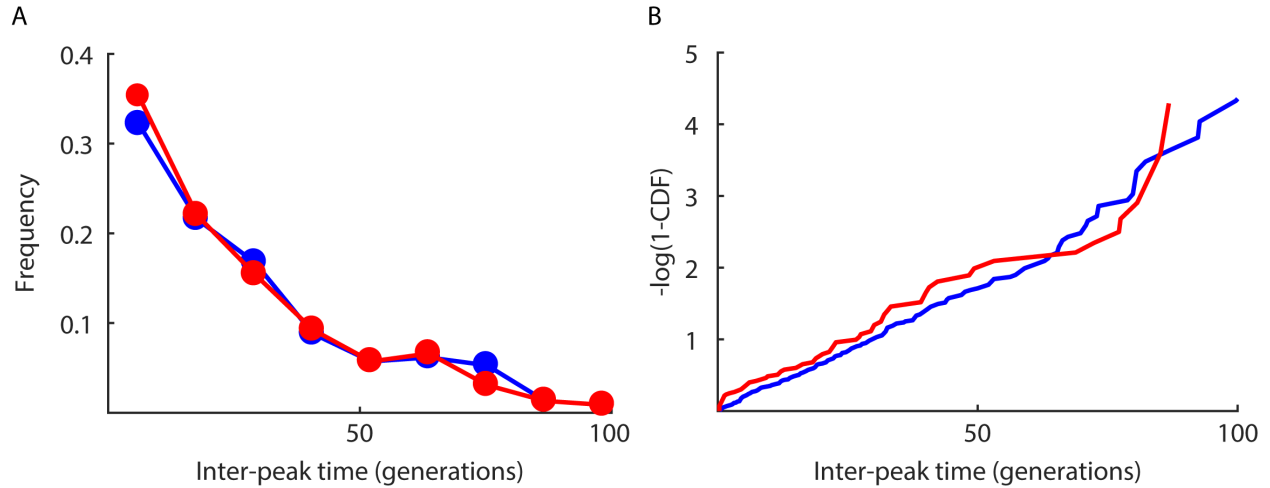 A
0.4
0.3
0.2
0.1
Frequency
50
100
Inter-peak time (generations)
B
5
4
3
2
1
-log(1-CDF)
50
100
Inter-peak time (generations)